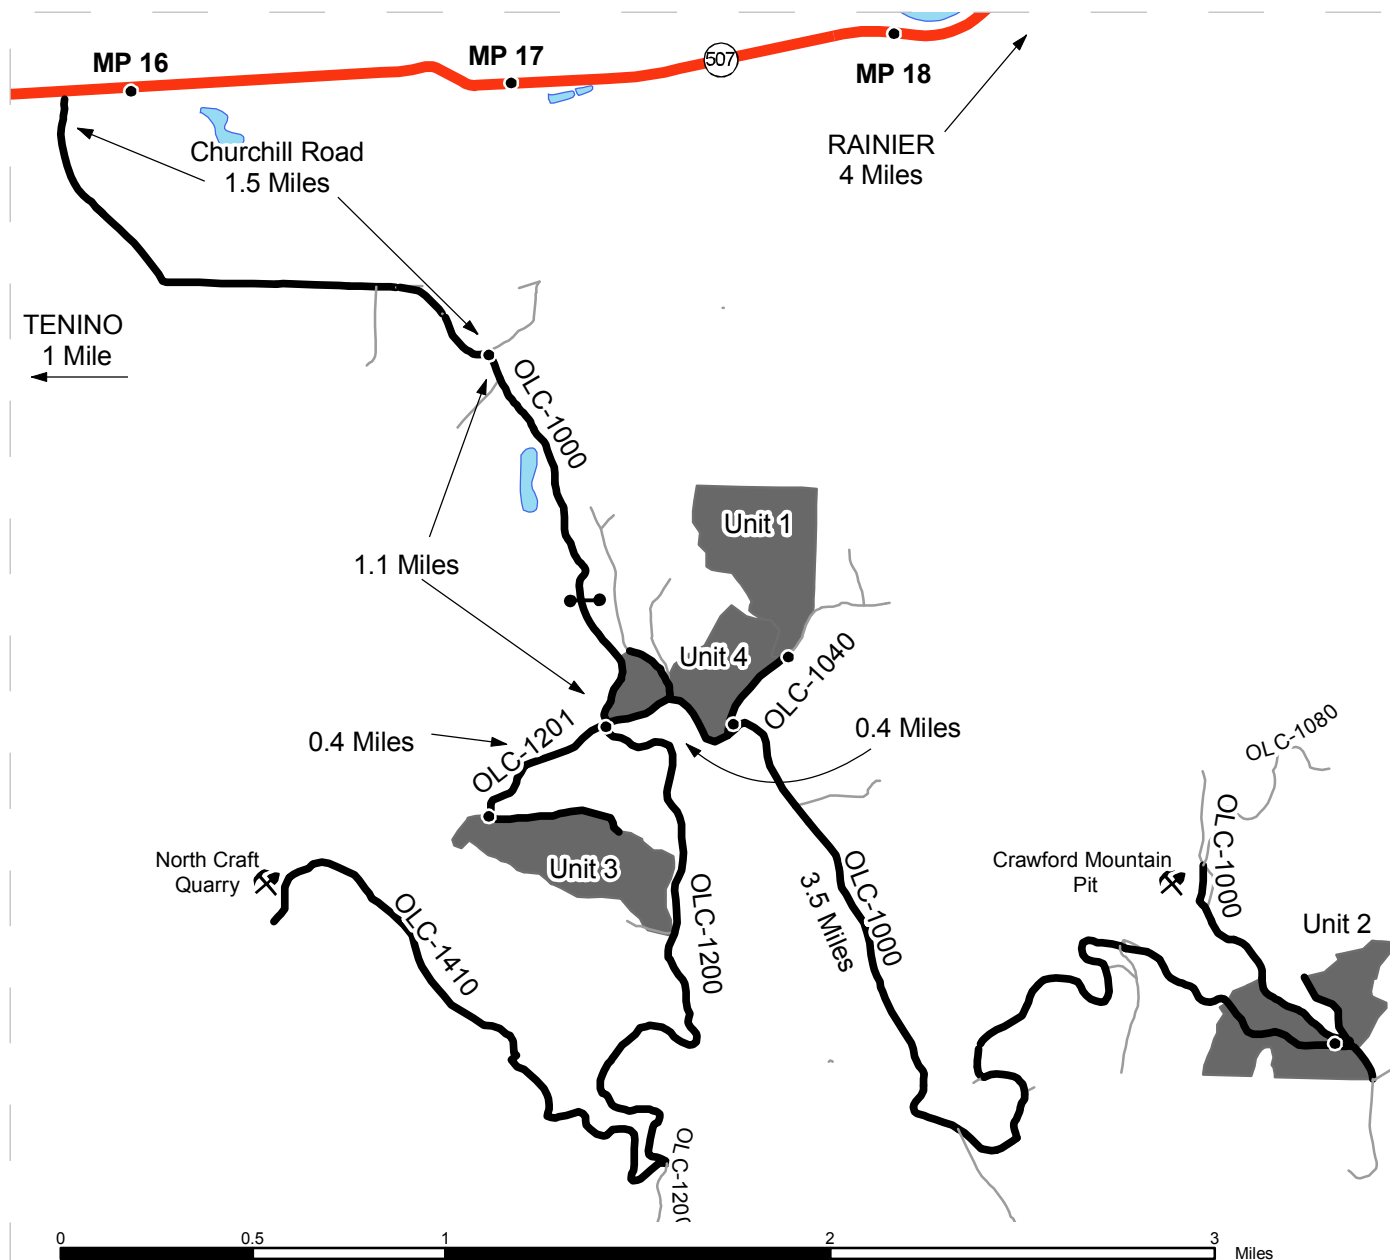 MP 16
MP 17
507
MP 18
Churchill Road
1.5 Miles
RAINIER
4 Miles
TENINO
1 Mile
OLC-1000
Unit 1
1.1 Miles
Unit 4
OLC-1040
0.4 Miles
OLC-1201
0.4 Miles
OLC-1080
North Craft
Quarry
Unit 3
OLC-1410
OLC-1200
OLC-1000
3.5 Miles
Crawford Mountain
Pit
OLC-1000
Unit 2
OLC-1200
0
0.5
1
2
3
Miles